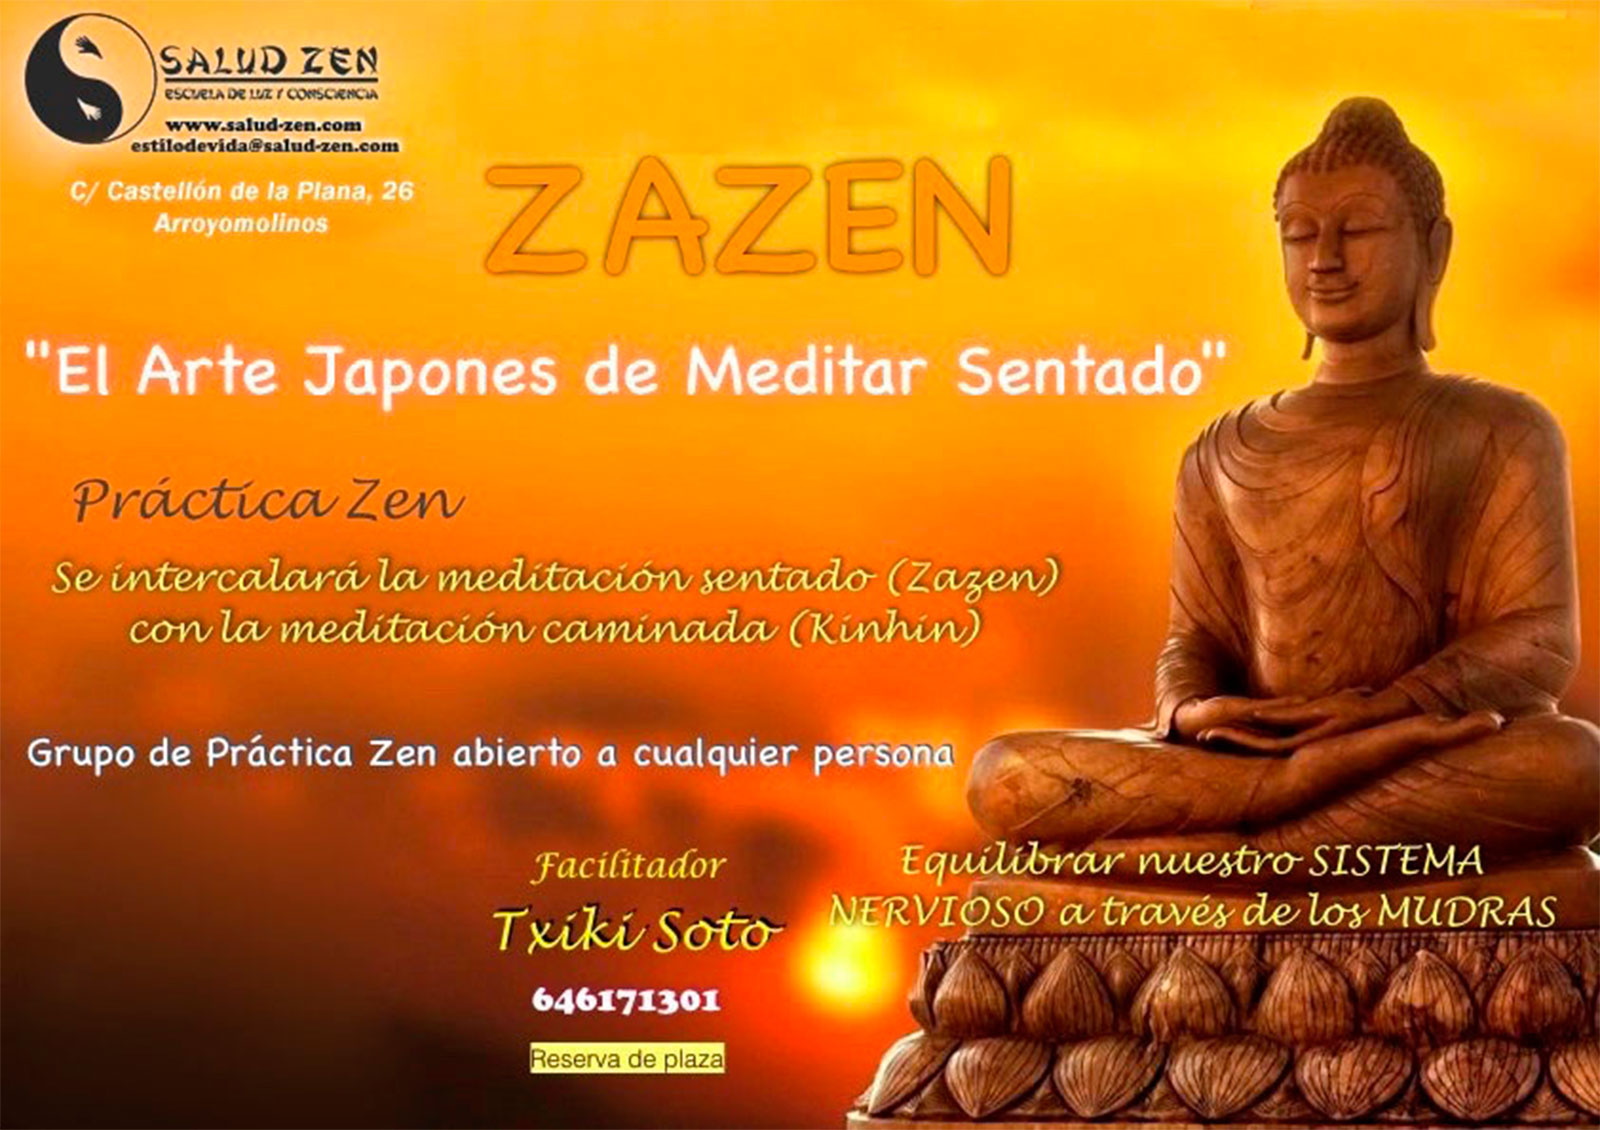 SALUD ZEN
ESCUELA DE LUZ Y CONSCIENCIA
www.salud-zen.com
estilodevida@salud-zen.com
C/ Castellón de la Plana, 26
Arroyomolinos
ZAZEN
"El Arte Japones de Meditar Sentado"
Práctica Zen
Se intercalará la meditación sentado (Zazen)
con la meditación caminada (Kinhin)
Grupo de Práctica Zen abierto a cualquier persona
Facilitador
Txiki Soto
646171301
Reserva de plaza
Equilibrar nuestro SISTEMA
NERVIOSO a través de los MUDRAS